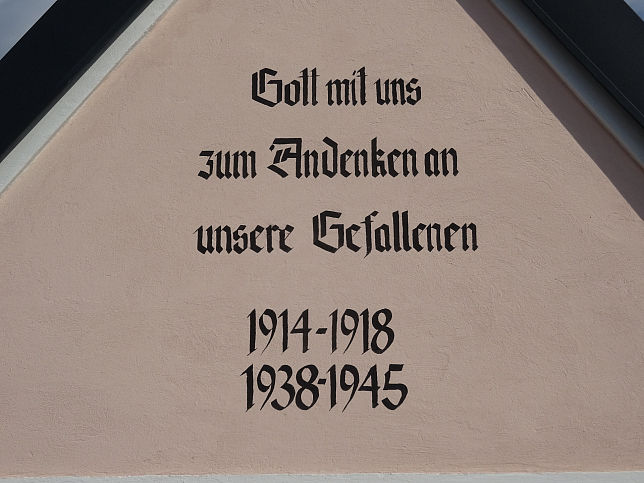 Gott mit uns
zum Andenken an
unsere Gefallenen
1914-1918
1938-1945